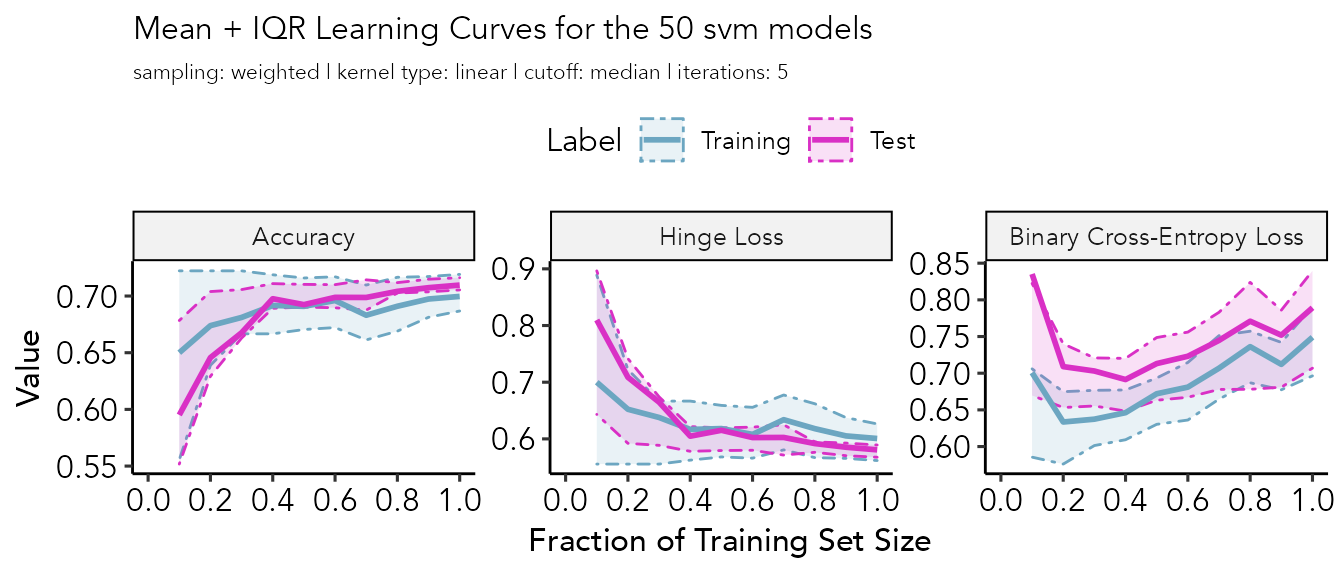 Mean + IQR Learning Curves for the 50 svm models
sampling: weighted | kernel type: linear | cutoff: median | iterations: 5
Label Training Test
Accuracy
Hinge Loss
Binary Cross-Entropy Loss
Value
0.70
0.65
0.60
0.55
0.0 0.2 0.4 0.6 0.8 1.0
0.9
0.8
0.7
0.6
0.0 0.2 0.4 0.6 0.8 1.0
0.85
0.80
0.75
0.70
0.65
0.60
0.0 0.2 0.4 0.6 0.8 1.0
Fraction of Training Set Size